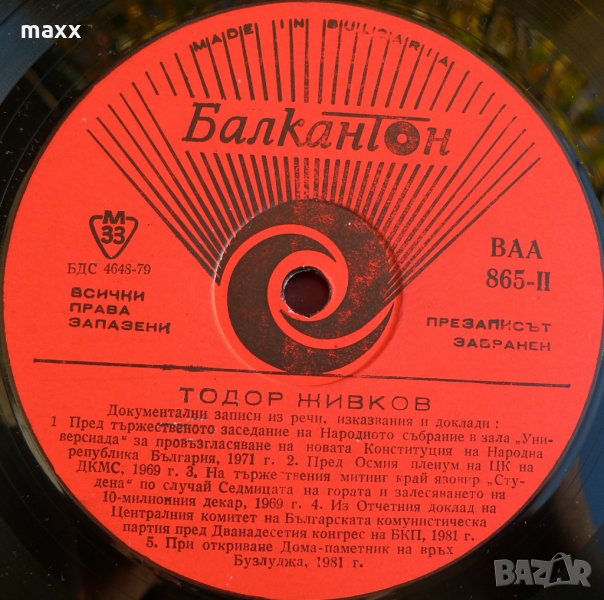 maxx
MADE IN BULGARIA
Балкантон
М
33
БДС 4648-79
ВСИЧКИ
ПРАВА
ЗАПАЗЕНИ
ВАА
865-II
ПРЕЗАПИСЪТ
ЗАБРАНЕН
ТОДОР ЖИВКОВ
Документални записи из речи, изказвания и доклади :
1 Пред тържественото заседание на Народното събрание в зала „Уни-
версиада" за провъзгласяване на новата Конституция на Народна
република България, 1971 г. 2. Пред Осмия пленум на ЦК на
ДКМС, 1969 г. 3. На тържествения митинг край язовир „Сту-
дена" по случай Седмицата на гората и залесяването на
10-милионния декар, 1969 г. 4. Из Отчетния доклад на
Централния комитет на Българската комунистическа
партия пред Дванадесетия конгрес на БКП, 1981 г.
5. При откриване Дома-паметник на връх
Бузлуджа, 1981 г.
BAZAR